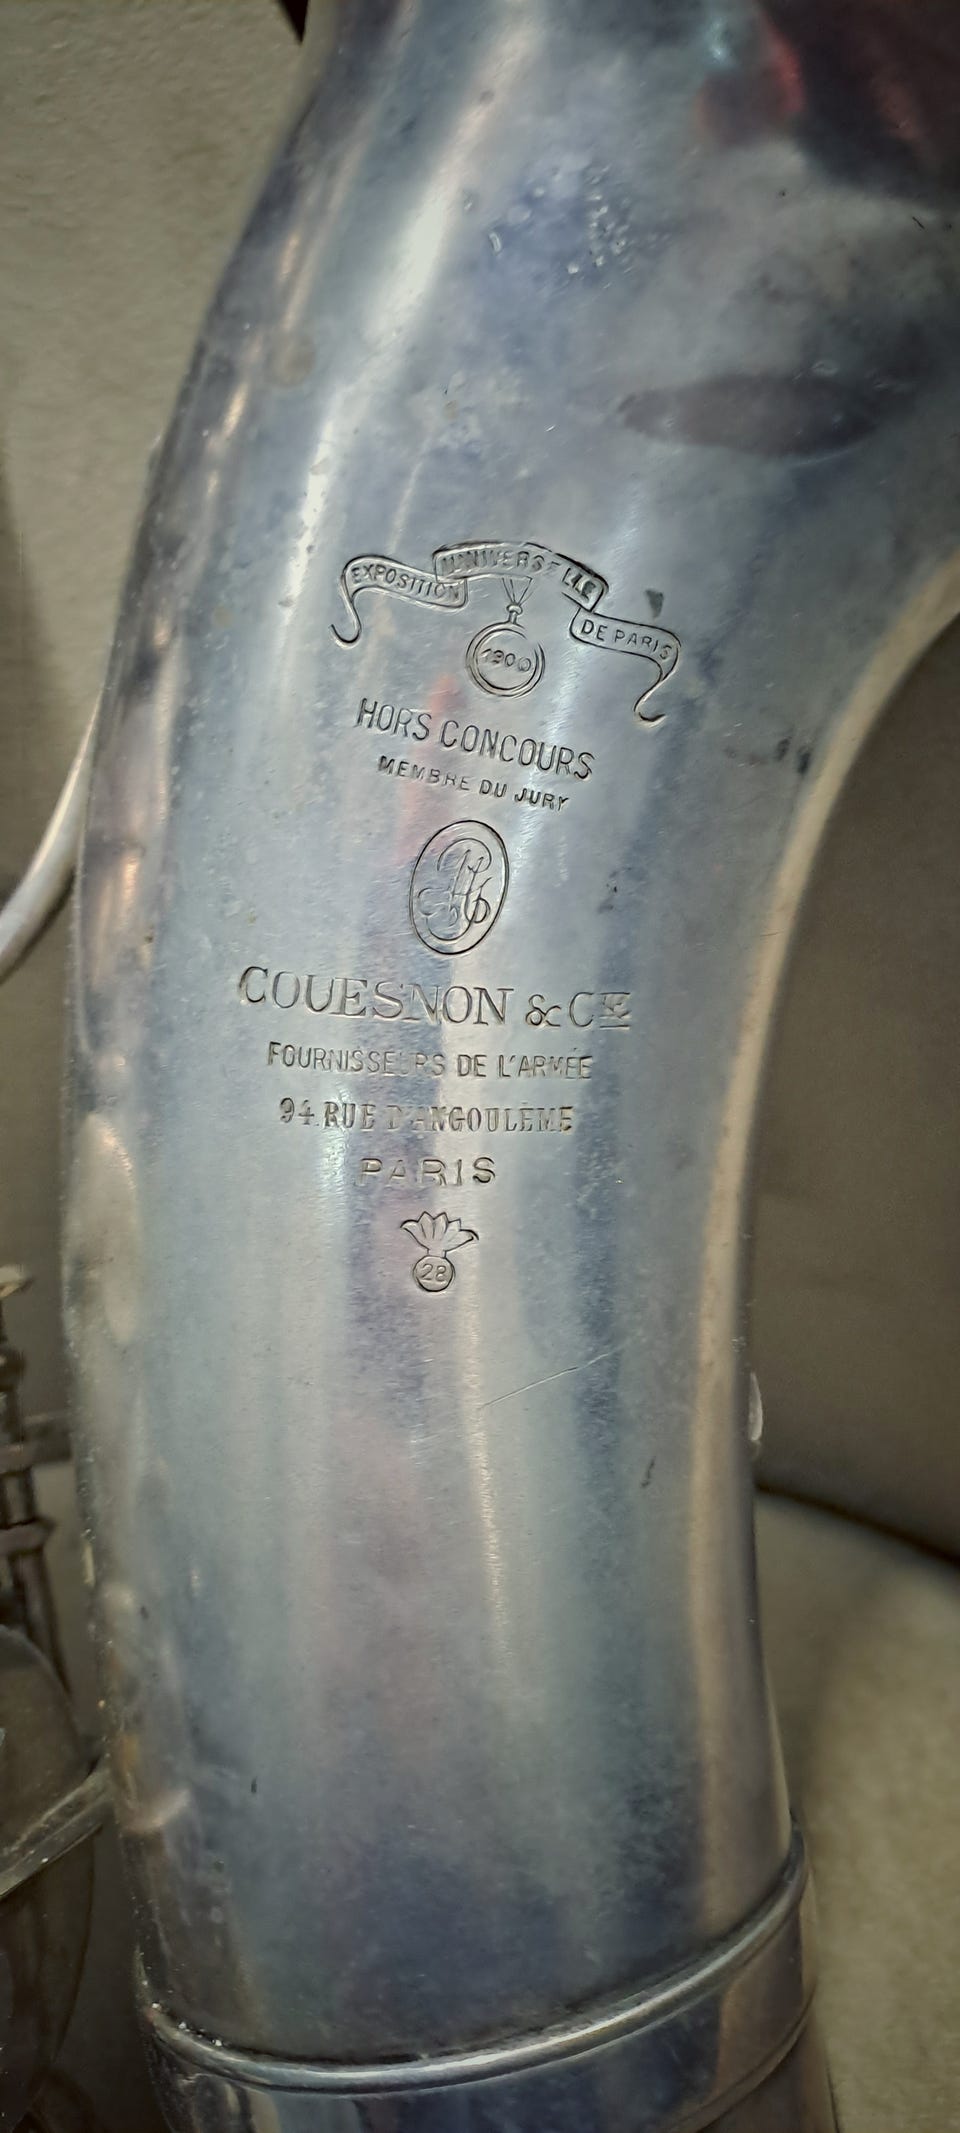 EXPOSITION UNIVERSELLE DE PARIS
1900
HORS CONCOURS
MEMBRE DU JURY
COUESNON & CIE
FOURNISSEURS DE L'ARMÉE
94 RUE D'ANGOULÊME
PARIS
28